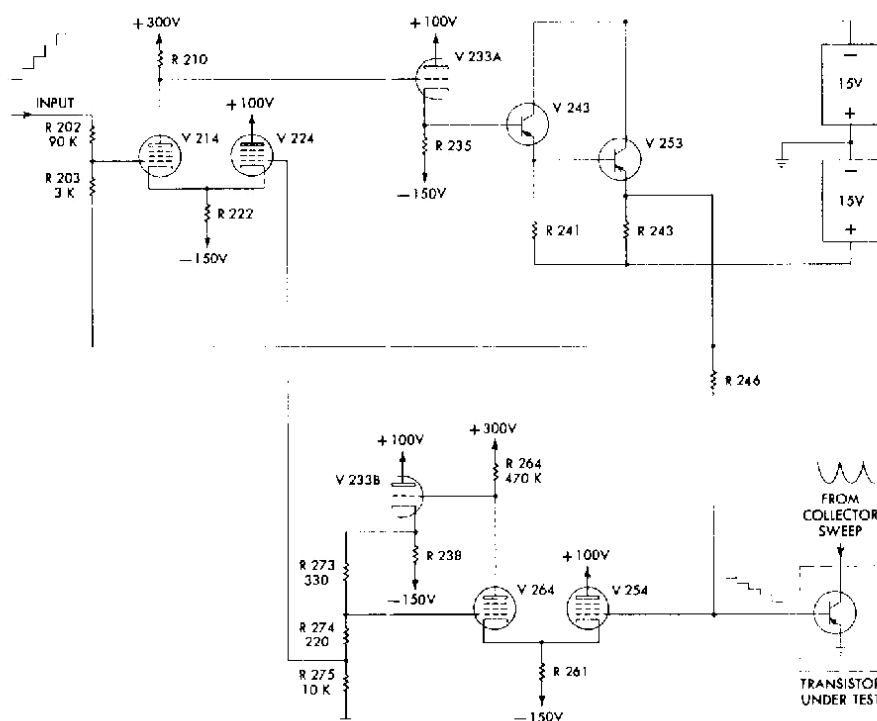 +300V
R 210
+100V
V 233A
INPUT
R 202
90 K
R 203
3 K
V 214
+100V
V 224
R 222
—150V
R 235
—150V
V 243
V 253
R 241
R 243
—
15V
+
—
15V
+
R 246
+100V
V 233B
+300V
R 264
470 K
R 238
—150V
R 273
330
R 274
220
R 275
10 K
V 264
+100V
V 254
R 261
—150V
FROM
COLLECTOR
SWEEP
TRANSISTOR
UNDER TEST